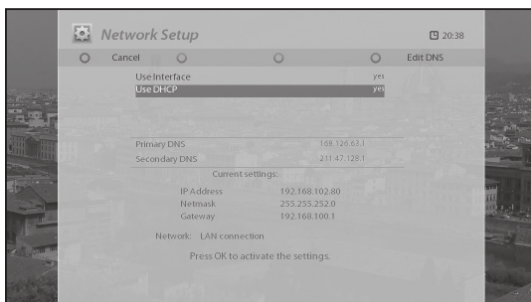 Network Setup 20:38
Cancel Edit DNS
Use Interface yes
Use DHCP yes
Primary DNS 168.126.63.1
Secondary DNS 211.47.128.1
Current settings:
IP Address 192.168.102.80
Netmask 255.255.252.0
Gateway 192.168.100.1
Network: LAN connection
Press OK to activate the settings.